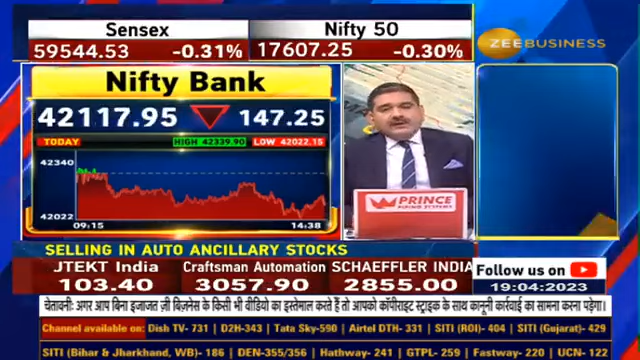 Sensex
59544.53 -0.31%
Nifty 50
17607.25 -0.30%
ZEE BUSINESS
Nifty Bank
42117.95 147.25
TODAY HIGH 42339.90 LOW 42022.15
42340
42022
09:15 14:38
PRINCE
PIPING SYSTEMS
SELLING IN AUTO ANCILLARY STOCKS
JTEKT India Craftsman Automation SCHAEFFLER INDIA
103.40 3057.90 2855.00
Follow us on
19:04:2023
चेतावनी: अगर आप बिना इजाजत ज़ी बिज़नेस के किसी भी वीडियो का इस्तेमाल करते हैं तो आपको कॉपीराइट स्ट्राइक के साथ कानूनी कार्रवाई का सामना करना पड़ेगा।
Channel available on: Dish TV- 731 | D2H-343 | Tata Sky-590 | Airtel DTH- 331 | SITI (ROI) - 404 | SITI (Gujarat) - 429
SITI (Bihar & Jharkhand, WB)- 186 | DEN-355/356 | Hathway- 241 | GTPL- 259 | Fastway- 220 | UCN- 122